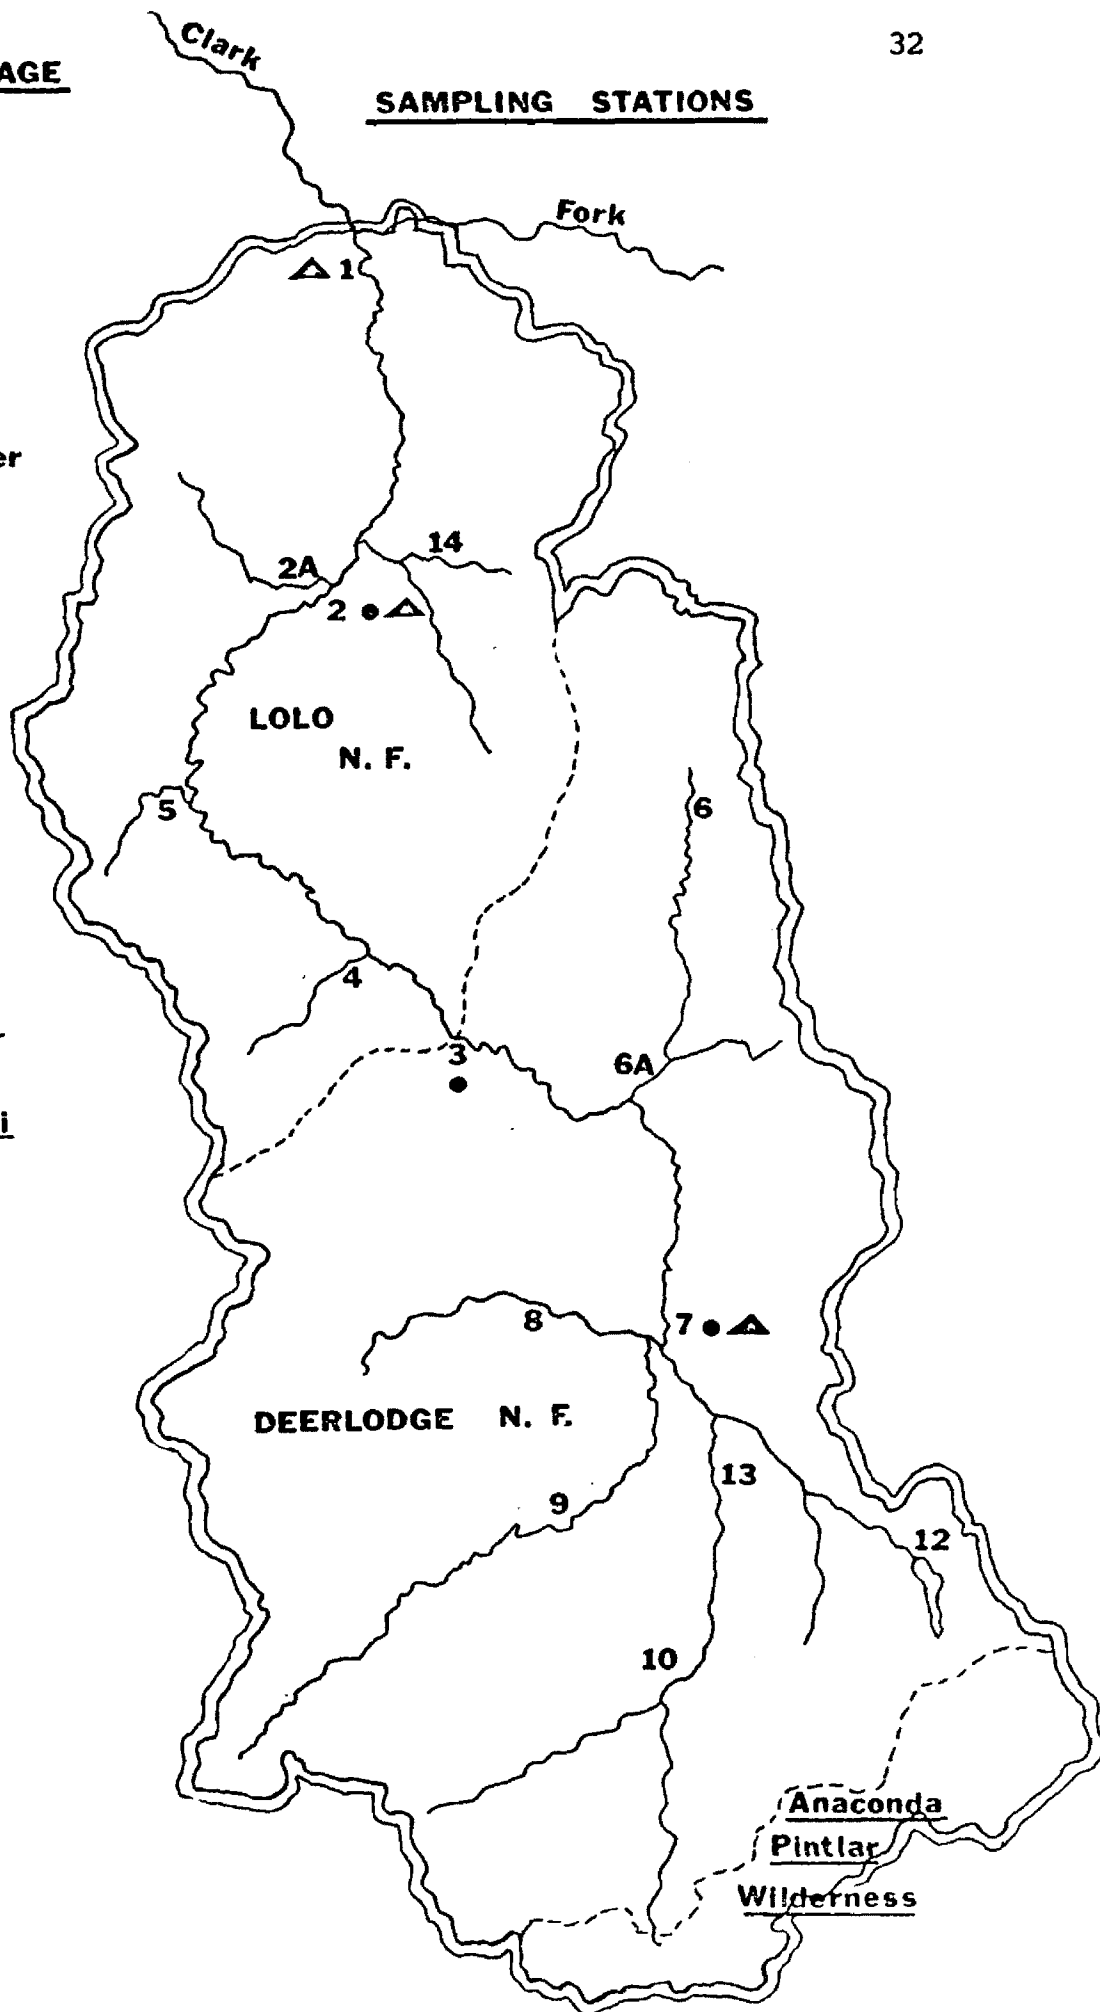 32
AGE
SAMPLING STATIONS
Clark
Fork
1
er
14
2A
2
LOLO
N. F.
5
6
4
3
6A
i
8
7
DEERLODGE N. F.
13
9
12
10
Anaconda
Pintlar
Wilderness